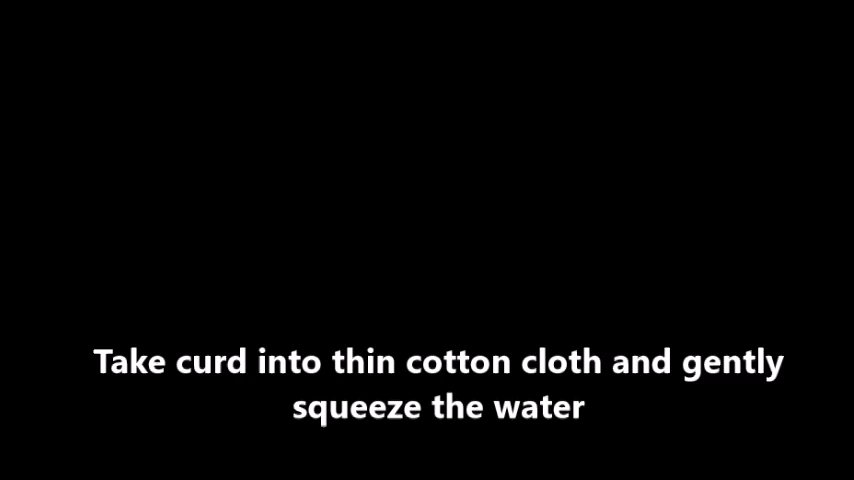 Take curd into thin cotton cloth and gently
squeeze the water